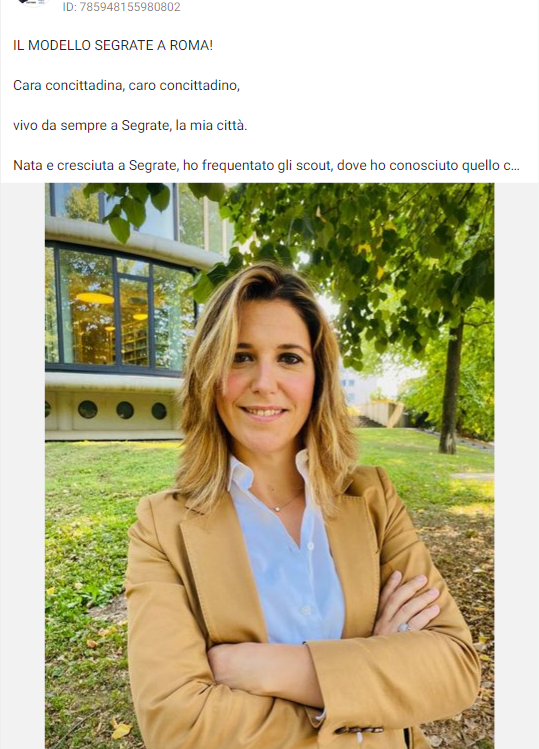 ID: 785948155980802
IL MODELLO SEGRATE A ROMA!
Cara concittadina, caro concittadino,
vivo da sempre a Segrate, la mia città.
Nata e cresciuta a Segrate, ho frequentato gli scout, dove ho conosciuto quello c...